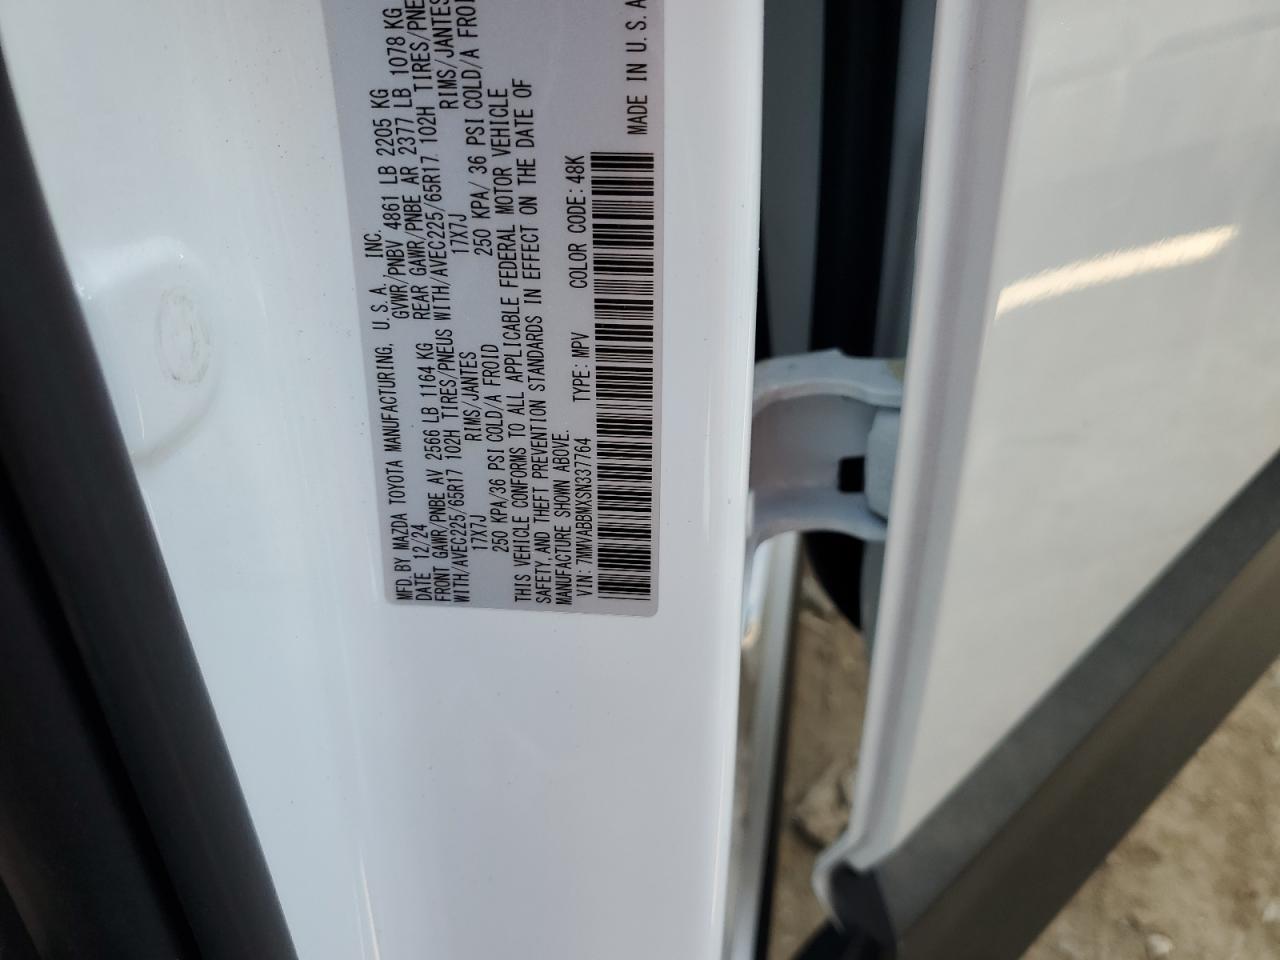 MFD. BY MAZDA TOYOTA MANUFACTURING, U.S.A. INC.
DATE 12/24 GVWR/PNBV 4861 LB 2205 KG
FRONT GAWR/PNBE AV 2566 LB 1164 KG REAR GAWR/PNBE AR 2377 LB 1078 KG
WITH/AVEC225/65R17 102H TIRES/PNEUS WITH/AVEC225/65R17 102H TIRES/PNE
17X7J RIMS/JANTES 17X7J RIMS/JANTES
250 KPA/36 PSI COLD/A FROID 250 KPA/ 36 PSI COLD/A FROID
THIS VEHICLE CONFORMS TO ALL APPLICABLE FEDERAL MOTOR VEHICLE
SAFETY, AND THEFT PREVENTION STANDARDS IN EFFECT ON THE DATE OF
MANUFACTURE SHOWN ABOVE.
VIN: 7MMVABBMXSN337764 TYPE: MPV COLOR CODE: 48K
MADE IN U.S.A